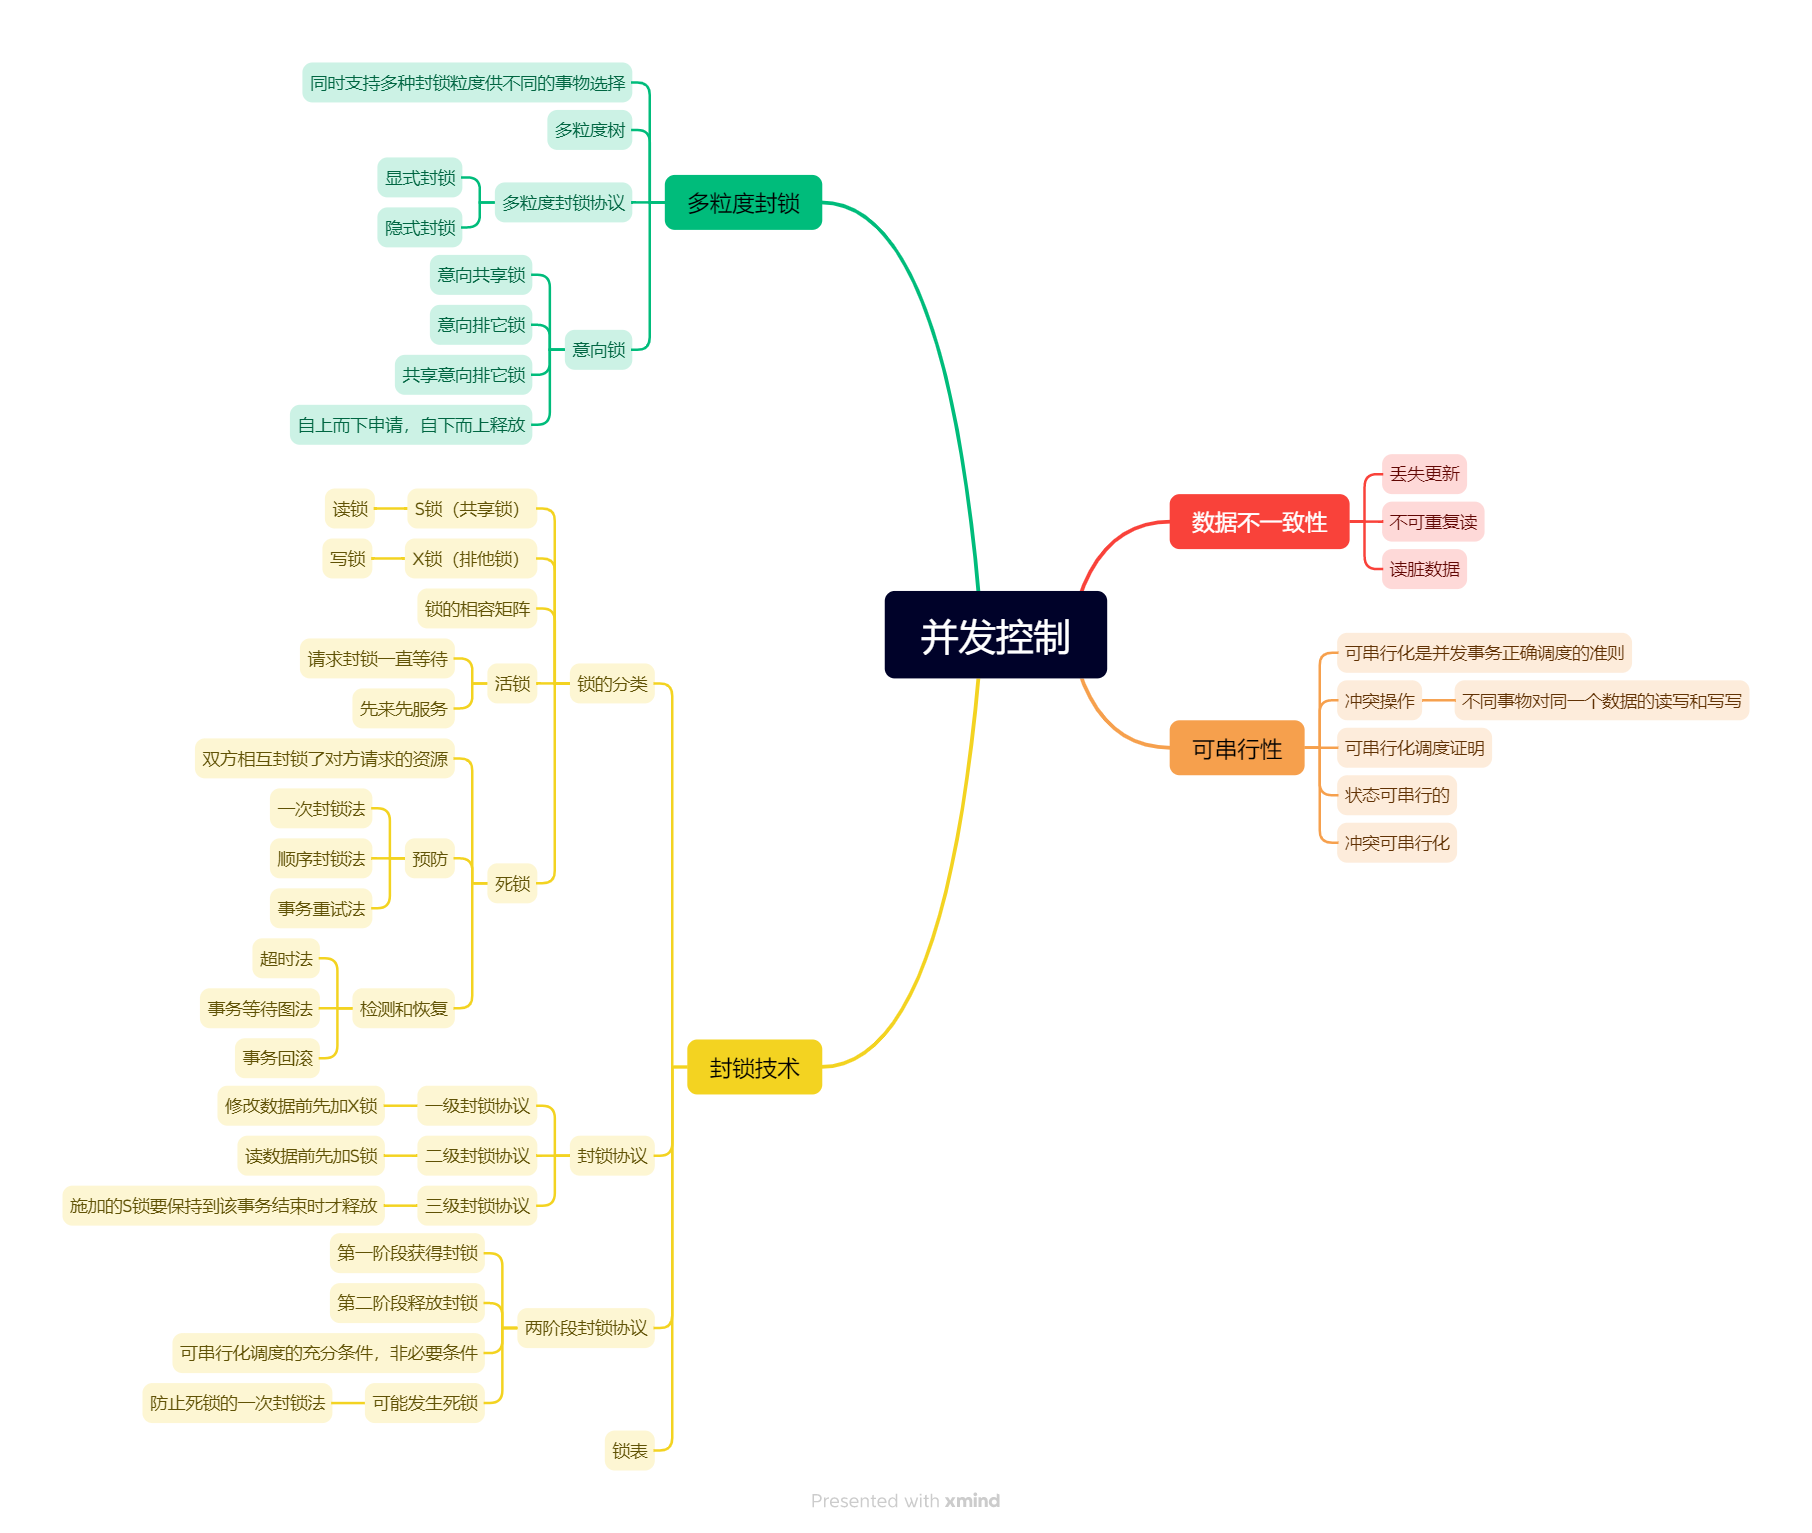 并发控制
数据不一致性
丢失更新
不可重复读
读脏数据
可串行性
可串行化是并发事务正确调度的准则
冲突操作
不同事物对同一个数据的读写和写写
可串行化调度证明
状态可串行的
冲突可串行化
多粒度封锁
同时支持多种封锁粒度供不同的事物选择
多粒度树
多粒度封锁协议
显式封锁
隐式封锁
意向锁
意向共享锁
意向排它锁
共享意向排它锁
自上而下申请，自下而上释放
封锁技术
锁的分类
S锁（共享锁）
读锁
X锁（排他锁）
写锁
锁的相容矩阵
活锁
请求封锁一直等待
先来先服务
死锁
双方相互封锁了对方请求的资源
预防
一次封锁法
顺序封锁法
事务重试法
检测和恢复
超时法
事务等待图法
事务回滚
封锁协议
一级封锁协议
修改数据前先加X锁
二级封锁协议
读数据前先加S锁
三级封锁协议
施加的S锁要保持到该事务结束时才释放
两阶段封锁协议
第一阶段获得封锁
第二阶段释放封锁
可串行化调度的充分条件，非必要条件
可能发生死锁
防止死锁的一次封锁法
锁表
Presented with xmind